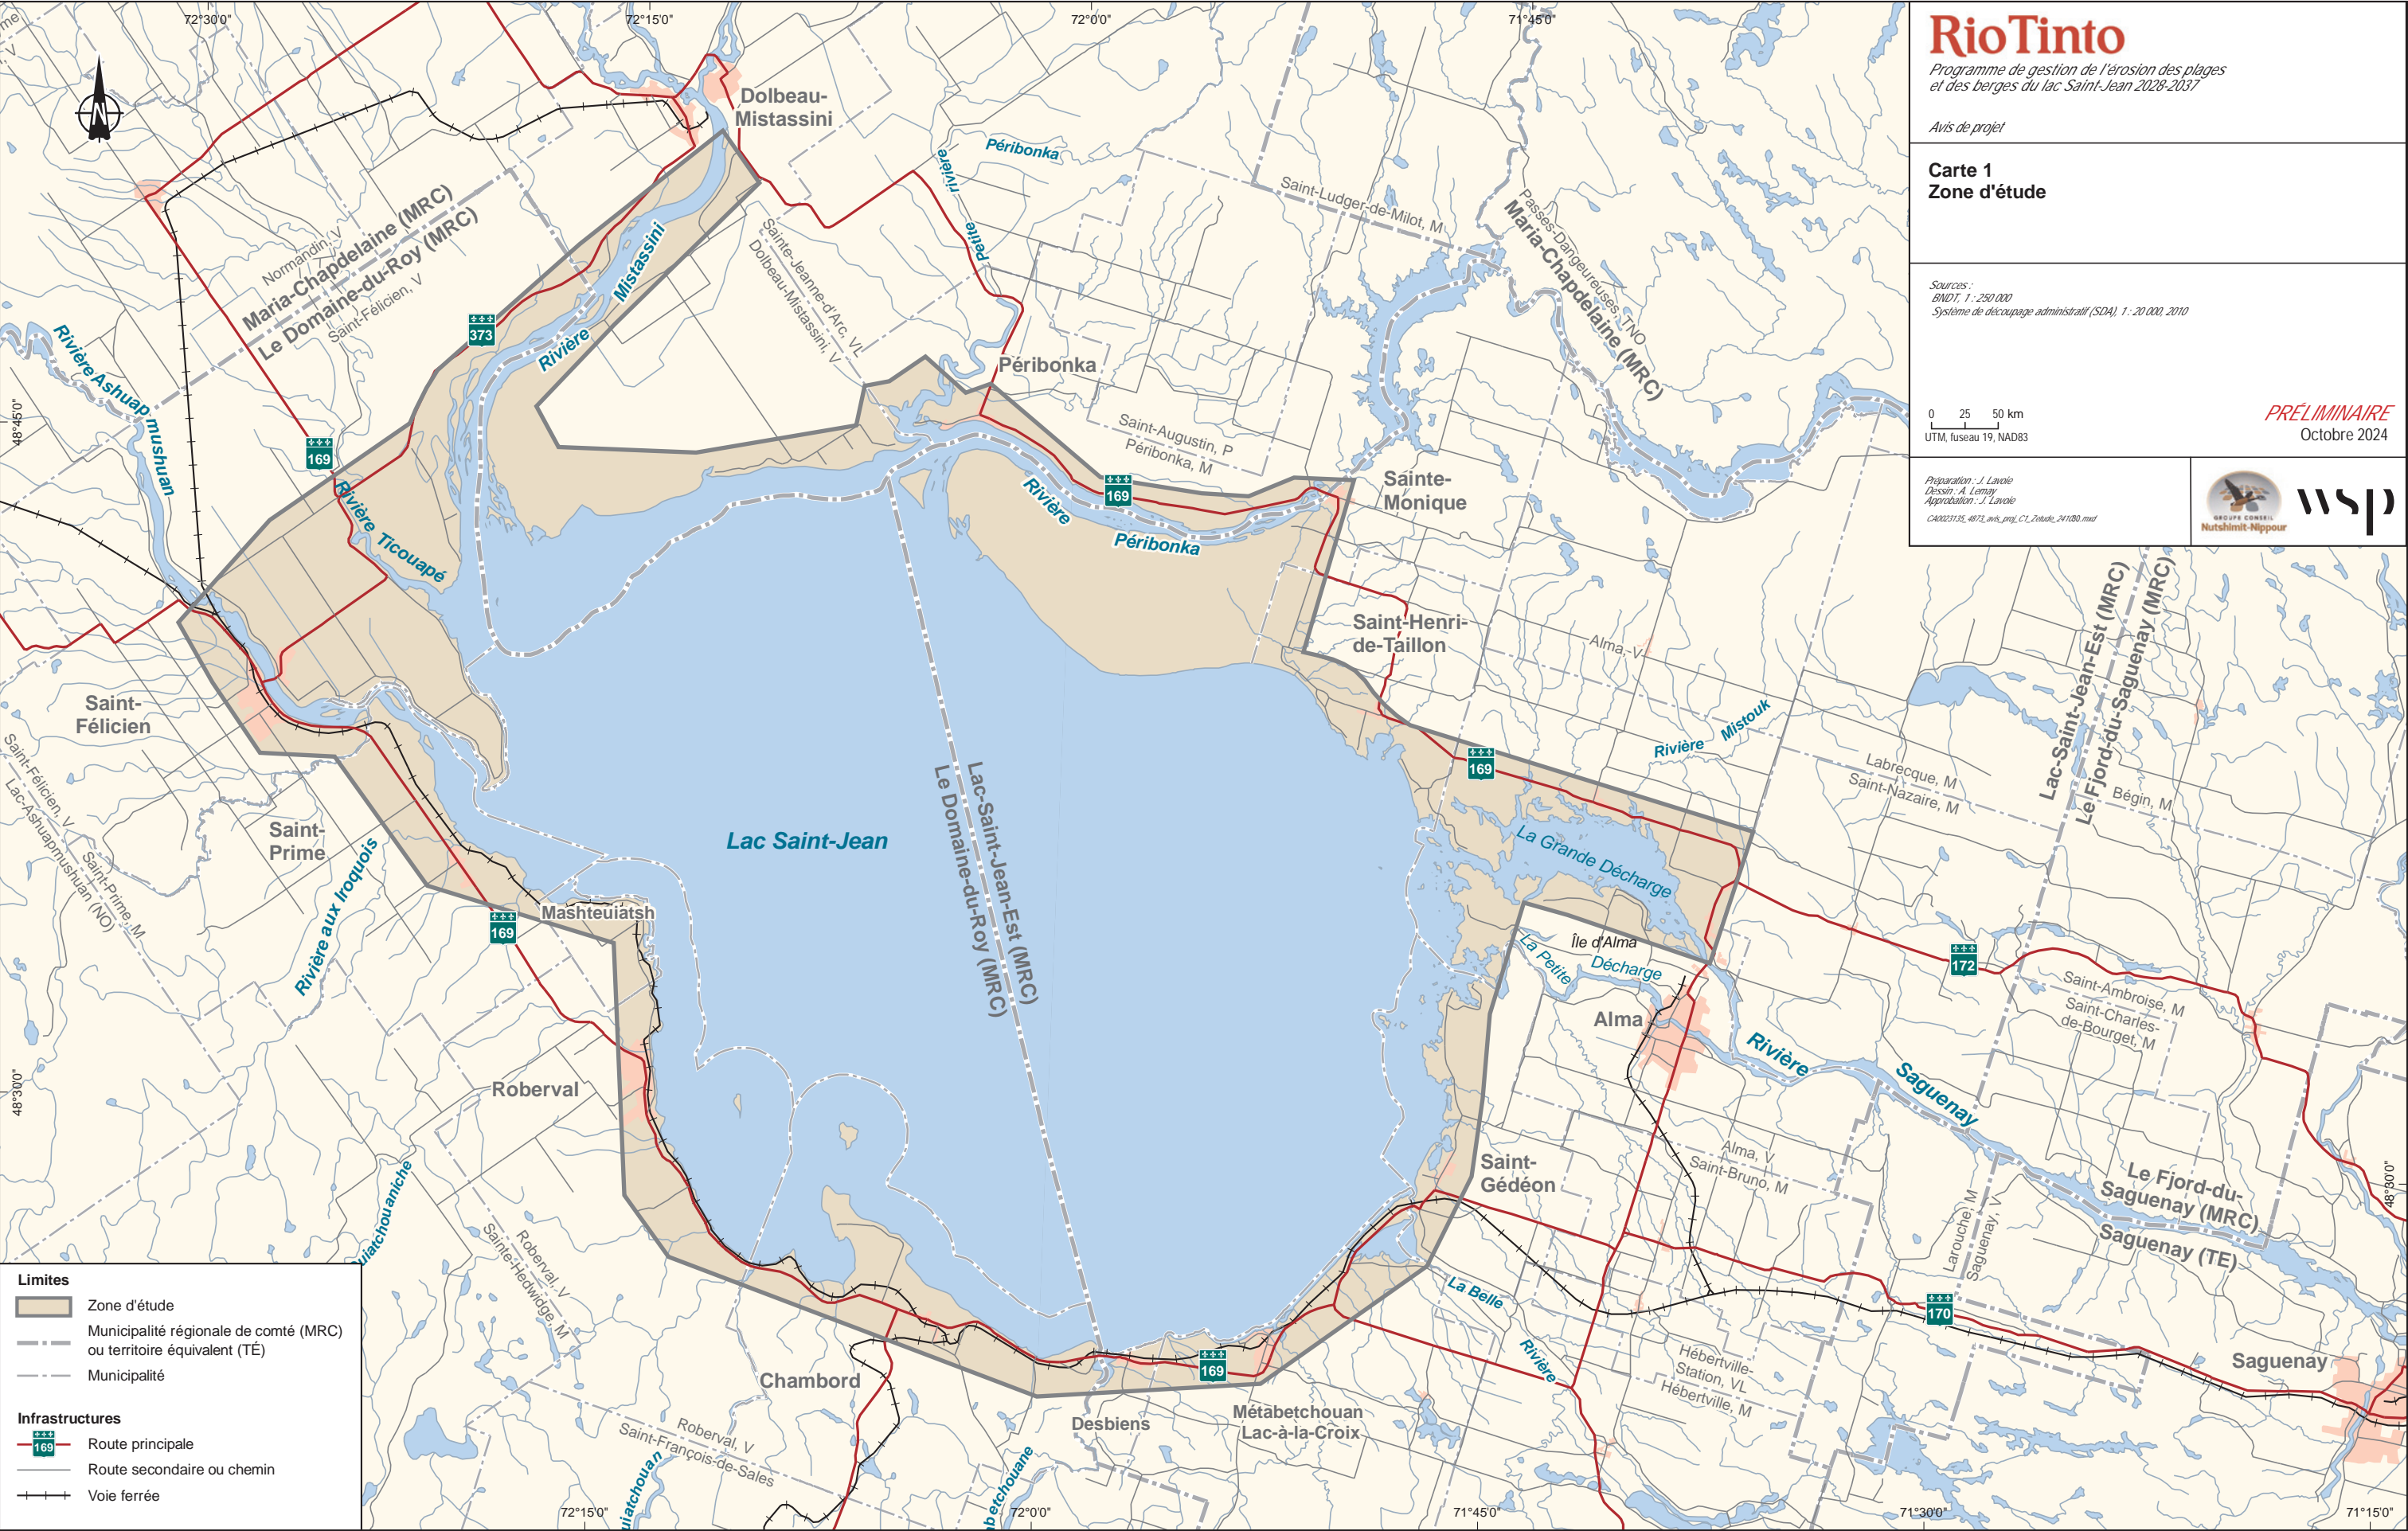 72°30'0"
72°15'0"
72°0'0"
71°45'0"
RioTinto
Programme de gestion de l'érosion des plages
et des berges du lac Saint-Jean 2028-2037
Avis de projet
Carte 1
Zone d'étude
Sources :
BNDT, 1 : 250 000
Système de découpage administratif (SDA), 1 : 20 000, 2010
0 25 50 km
UTM, fuseau 19, NAD83
PRÉLIMINAIRE
Octobre 2024
Préparation : J. Lavoie
Dessin : A. Lemay
Approbation : J. Lavoie
GROUPE CONSEIL
Nutshimit-Nippour
wsp
N
Dolbeau-
Mistassini
Péribonka
Petite rivière
Saint-Ludger-de-Milot, M
Passes-Dangereuses, TNO
Maria-Chapdelaine (MRC)
Normandin, V
Maria-Chapdelaine (MRC)
Le Domaine-du-Roy (MRC)
Saint-Félicien, V
Sainte-Jeanne-d'Arc, VL
Dolbeau-Mistassini, V
Rivière Mistassini
373
Rivière Ashuapmushuan
48°45'0"
169
Péribonka
Saint-Augustin, P
Péribonka, M
169
Rivière Péribonka
Sainte-
Monique
Rivière Ticouapé
Saint-Henri-
de-Taillon
Alma, V
Lac-Saint-Jean-Est (MRC)
Le Fjord-du-Saguenay (MRC)
Saint-
Félicien
Rivière Mistouk
169
Labrecque, M
Saint-Nazaire, M
Bégin, M
Saint-Félicien, V
Lac-Ashuapmushuan (NO)
Saint-Prime, M
Saint-
Prime
Rivière aux Iroquois
Lac Saint-Jean
Lac-Saint-Jean-Est (MRC)
Le Domaine-du-Roy (MRC)
La Grande Décharge
Mashteuiatsh
169
Île d'Alma
La Petite Décharge
172
Saint-Ambroise, M
Saint-Charles-
de-Bourget, M
Alma
Rivière Saguenay
48°30'0"
Roberval
Alma, V
Saint-Bruno, M
Saint-
Gédéon
Le Fjord-du-
Saguenay (MRC)
Saguenay (TE)
48°30'0"
Larouche, M
Saguenay, V
Roberval, V
Sainte-Hedwidge, M
La Belle Rivière
170
Hébertville-
Station, VL
Hébertville, M
Saguenay
169
Chambord
Desbiens
Métabetchouan
Lac-à-la-Croix
Roberval, V
Saint-François-de-Sales
Limites
Zone d'étude
Municipalité régionale de comté (MRC)
ou territoire équivalent (TÉ)
Municipalité
Infrastructures
169 Route principale
Route secondaire ou chemin
Voie ferrée
72°15'0"
72°0'0"
71°45'0"
71°30'0"
71°15'0"